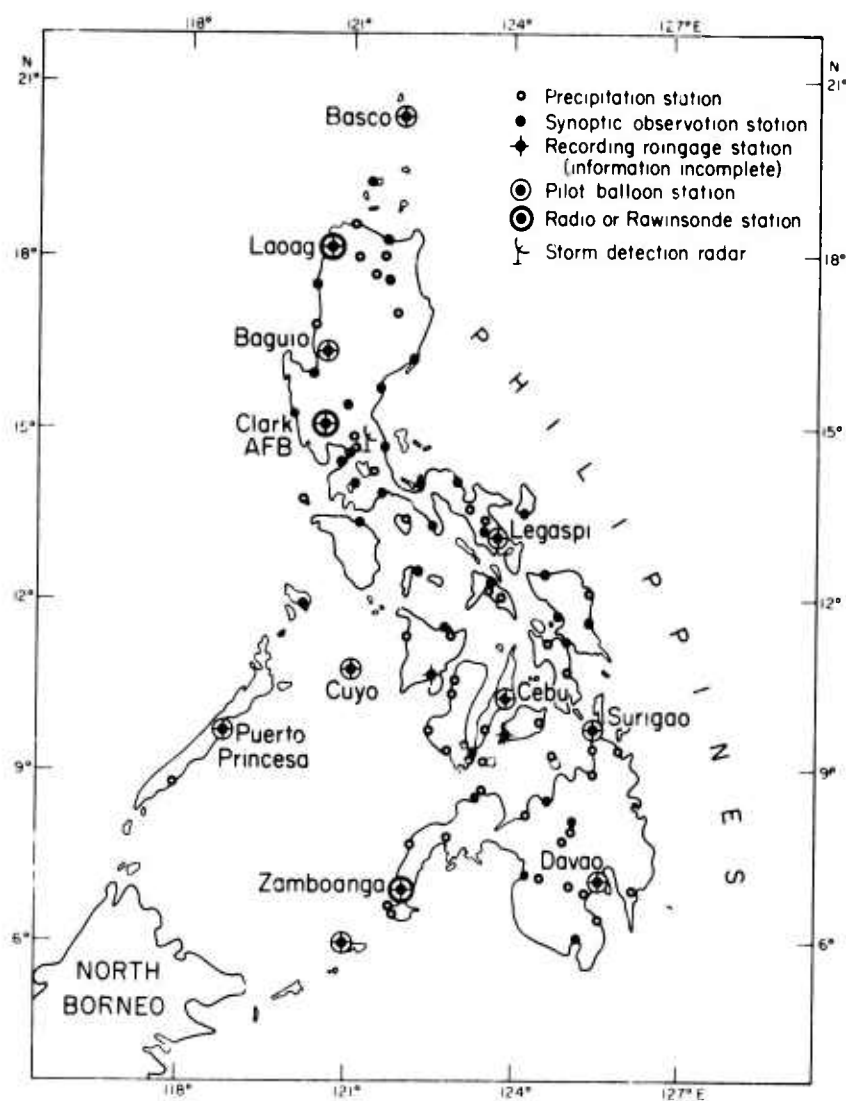 118° 121° 124° 127°E
N N
21° 21°
Precipitation station
Basco
Synoptic observotion stotion
Recording roingage station
(information incomplete)
Pilot balloon station
Radio or Rawinsonde station
Laoag
18° 18°
Storm detection radar
Baguio
PHILIPPINES
Clark
AFB
15° 15°
Legaspi
12° 12°
Cuyo
Cebu
Surigao
Puerto
Princesa
9° 9°
Davao
Zamboanga
6° 6°
NORTH
BORNEO
118° 121° 124° 127°E